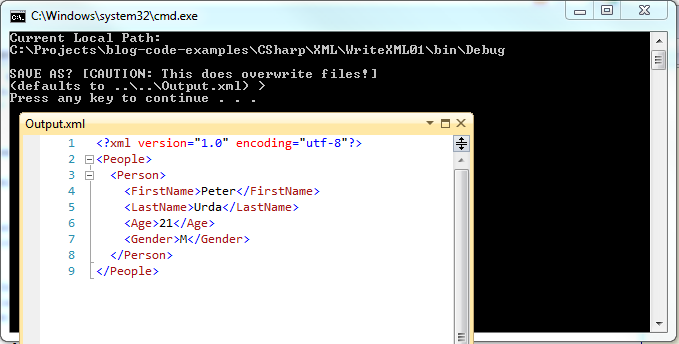 C:\Windows\system32\cmd.exe
Current Local Path:
C:\Projects\blog-code-examples\CSharp\XML\WriteXML01\bin\Debug
SAVE AS? [CAUTION: This does overwrite files!]
(defaults to ..\..\Output.xml) >
Press any key to continue . . .
Output.xml
1 <?xml version="1.0" encoding="utf-8"?>
2 <People>
3 <Person>
4 <FirstName>Peter</FirstName>
5 <LastName>Urda</LastName>
6 <Age>21</Age>
7 <Gender>M</Gender>
8 </Person>
9 </People>